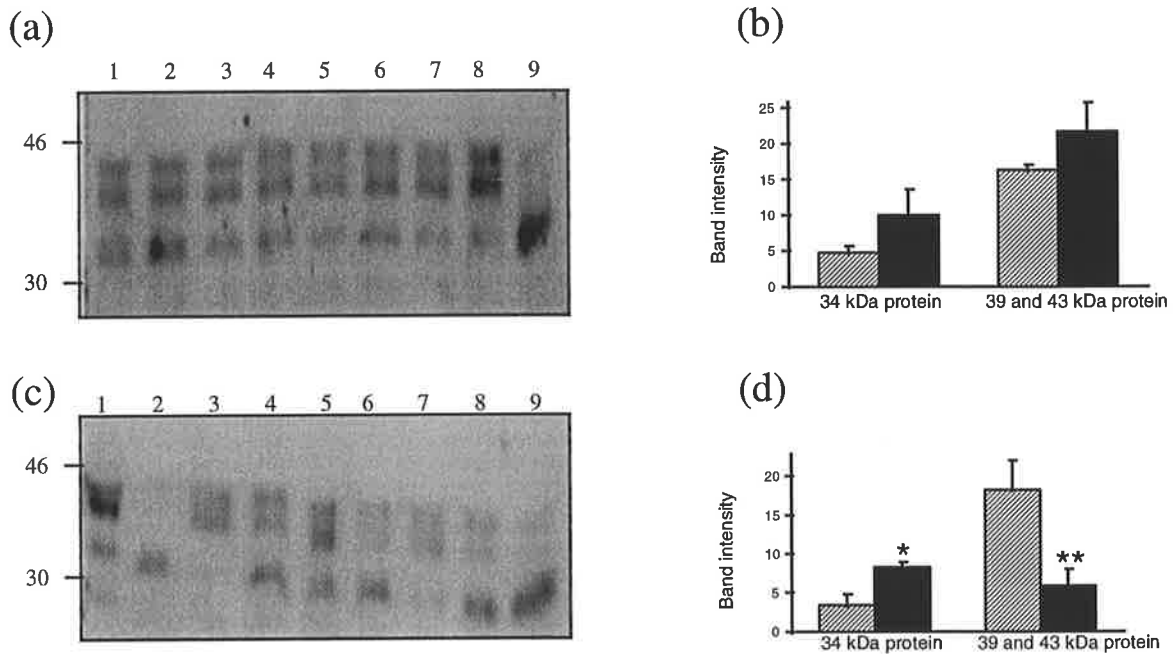 (a)
1 2 3 4 5 6 7 8 9
46
30
(b)
25
20
15
10
5
0
Band intensity
34 kDa protein
39 and 43 kDa protein
(c)
1 2 3 4 5 6 7 8 9
46
30
(d)
20
15
10
5
0
Band intensity
*
**
34 kDa protein
39 and 43 kDa protein